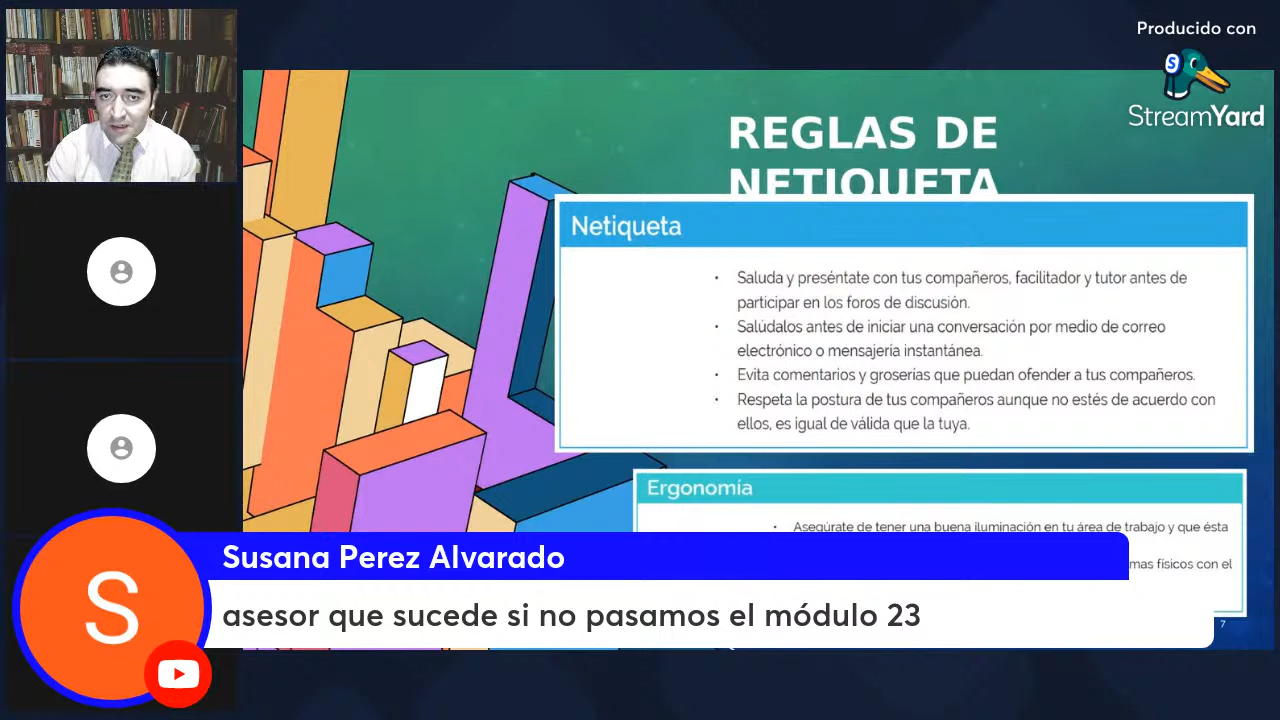 Producido con
StreamYard
REGLAS DE
NETIQUETA
Netiqueta
• Saluda y preséntate con tus compañeros, facilitador y tutor antes de
participar en los foros de discusión.
• Salúdalos antes de iniciar una conversación por medio de correo
electrónico o mensajería instantánea.
• Evita comentarios y groserías que puedan ofender a tus compañeros.
• Respeta la postura de tus compañeros aunque no estés de acuerdo con
ellos, es igual de válida que la tuya.
Ergonomía
• Asegúrate de tener una buena iluminación en tu área de trabajo y que ésta
físicos con el
7
S
Susana Perez Alvarado
asesor que sucede si no pasamos el módulo 23